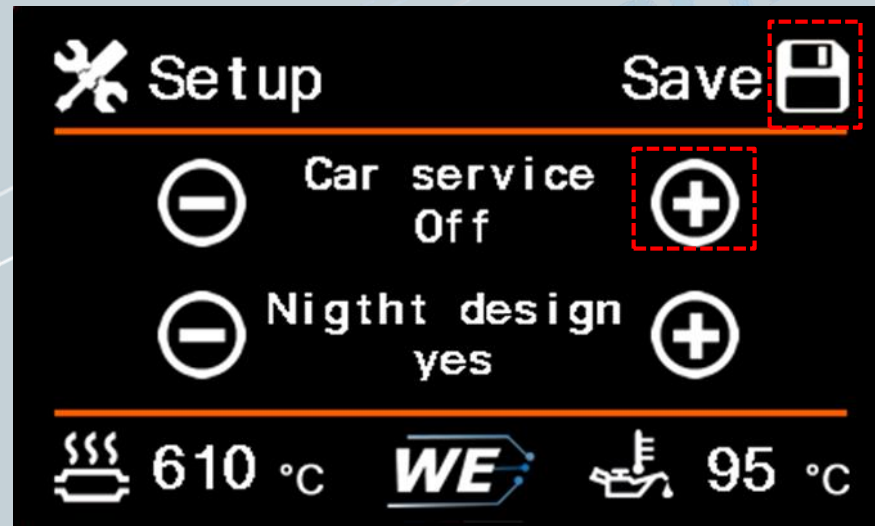 Setup Save
Car service
Off
Nigtht design
yes
610 °C WE 95 °C